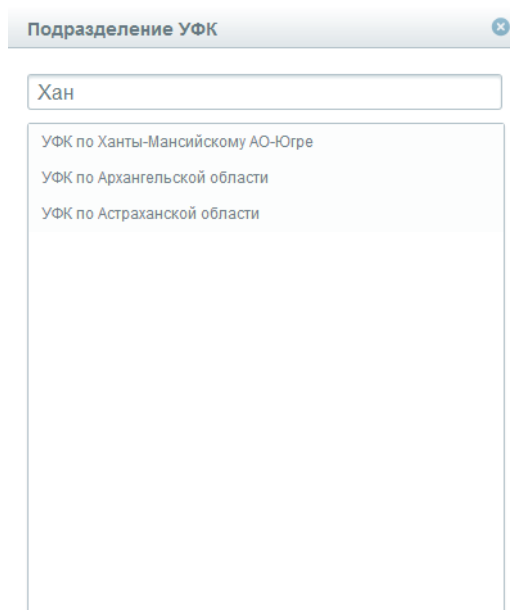 Подразделение УФК
Хан
УФК по Ханты-Мансийскому АО-Югре
УФК по Архангельской области
УФК по Астраханской области